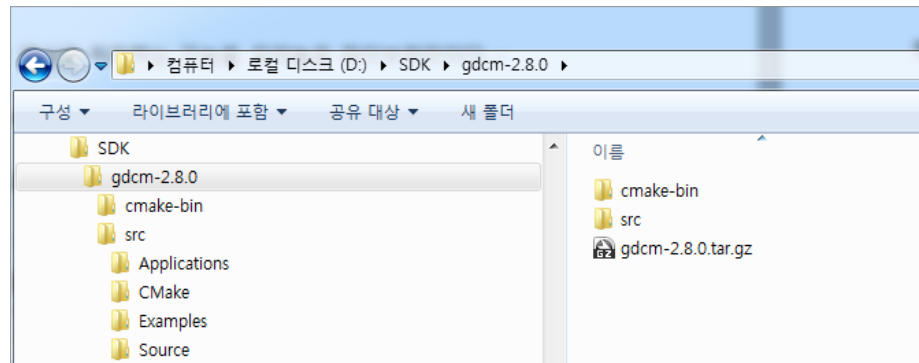 컴퓨터 ▸ 로컬 디스크 (D:) ▸ SDK ▸ gdcm-2.8.0 ▸
구성 ▾ 라이브러리에 포함 ▾ 공유 대상 ▾ 새 폴더
SDK
gdcm-2.8.0
cmake-bin
src
Applications
CMake
Examples
Source
이름
cmake-bin
src
gdcm-2.8.0.tar.gz